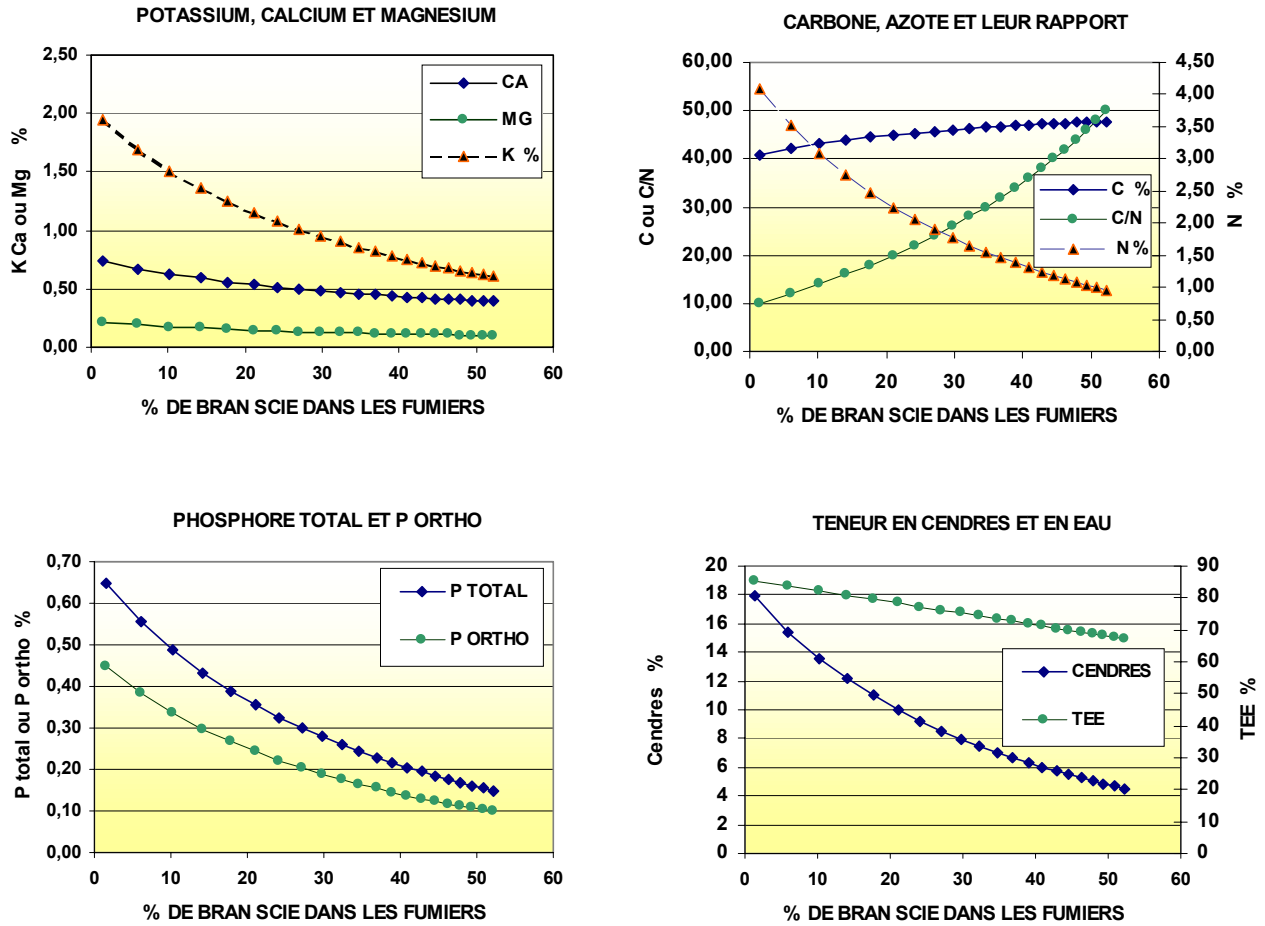 POTASSIUM, CALCIUM ET MAGNESIUM
K Ca ou Mg %
2,50
2,00
1,50
1,00
0,50
0,00
CA
MG
K %
0 10 20 30 40 50 60
% DE BRAN SCIE DANS LES FUMIERS
CARBONE, AZOTE ET LEUR RAPPORT
C ou C/N
60,00
50,00
40,00
30,00
20,00
10,00
0,00
C %
C/N
N %
4,50
4,00
3,50
3,00
2,50
2,00
1,50
1,00
0,50
0,00
N %
0 10 20 30 40 50 60
% DE BRAN SCIE DANS LES FUMIERS
PHOSPHORE TOTAL ET P ORTHO
P total ou P ortho %
0,70
0,60
0,50
0,40
0,30
0,20
0,10
0,00
P TOTAL
P ORTHO
0 10 20 30 40 50 60
% DE BRAN SCIE DANS LES FUMIERS
TENEUR EN CENDRES ET EN EAU
Cendres %
20
18
16
14
12
10
8
6
4
2
0
CENDRES
TEE
90
80
70
60
50
40
30
20
10
0
TEE %
0 10 20 30 40 50 60
% DE BRAN SCIE DANS LES FUMIERS